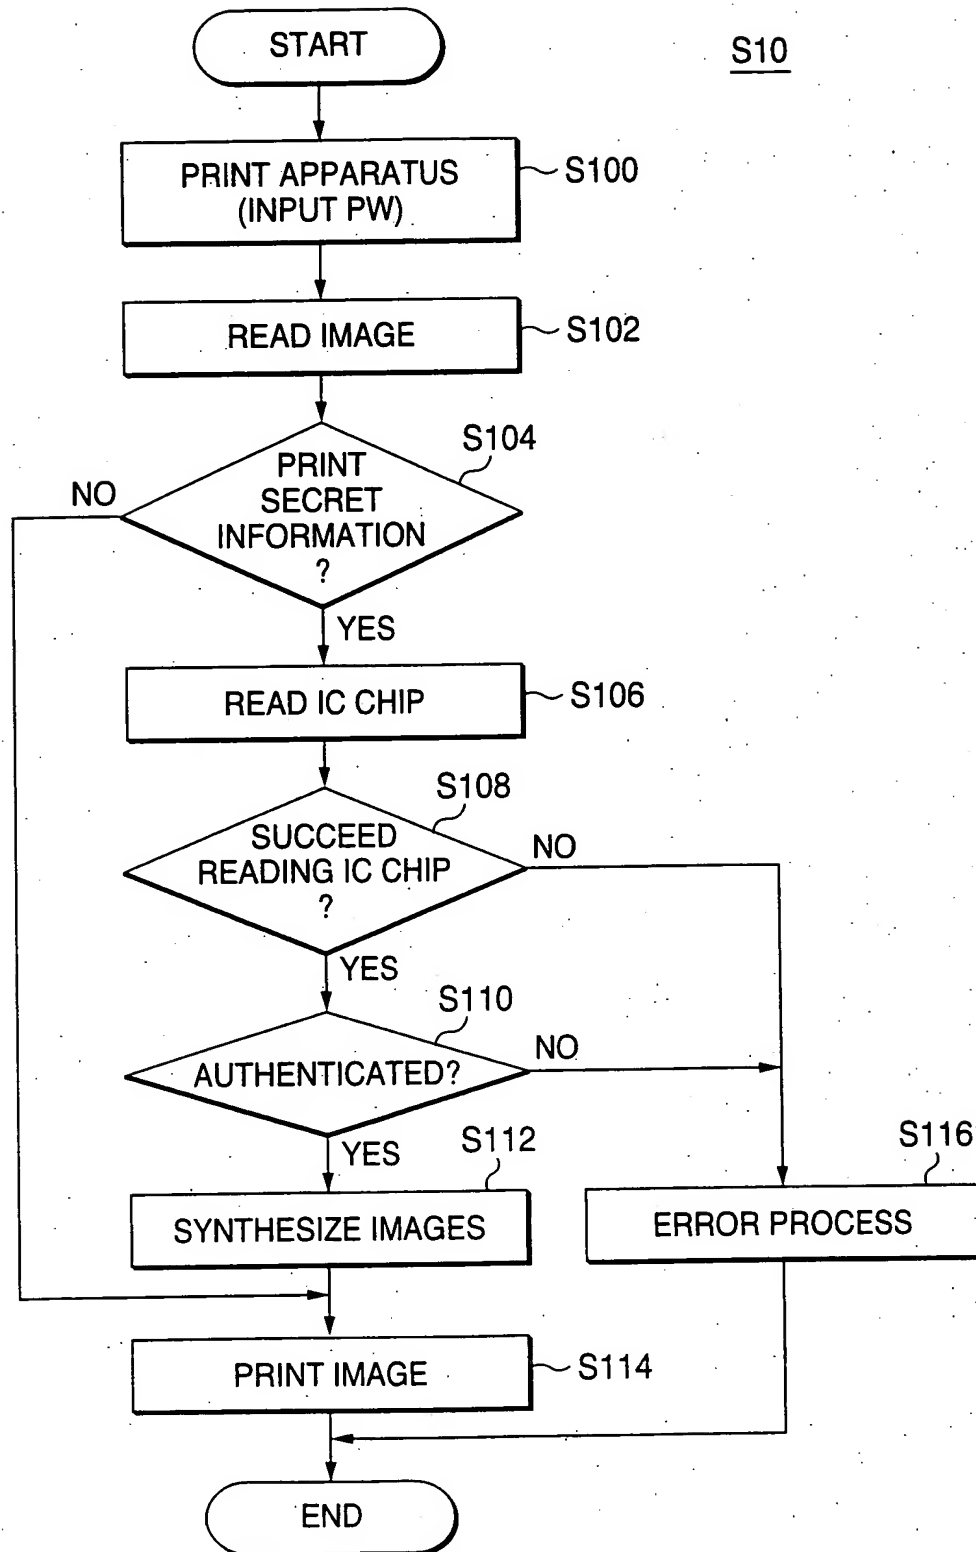 START
S10
PRINT APPARATUS
(INPUT PW)
S100
READ IMAGE
S102
S104
PRINT
SECRET
INFORMATION
?
NO
YES
READ IC CHIP
S106
S108
SUCCEED
READING IC CHIP
?
NO
YES
S110
AUTHENTICATED?
NO
YES
S112
SYNTHESIZE IMAGES
S116
ERROR PROCESS
PRINT IMAGE
S114
END